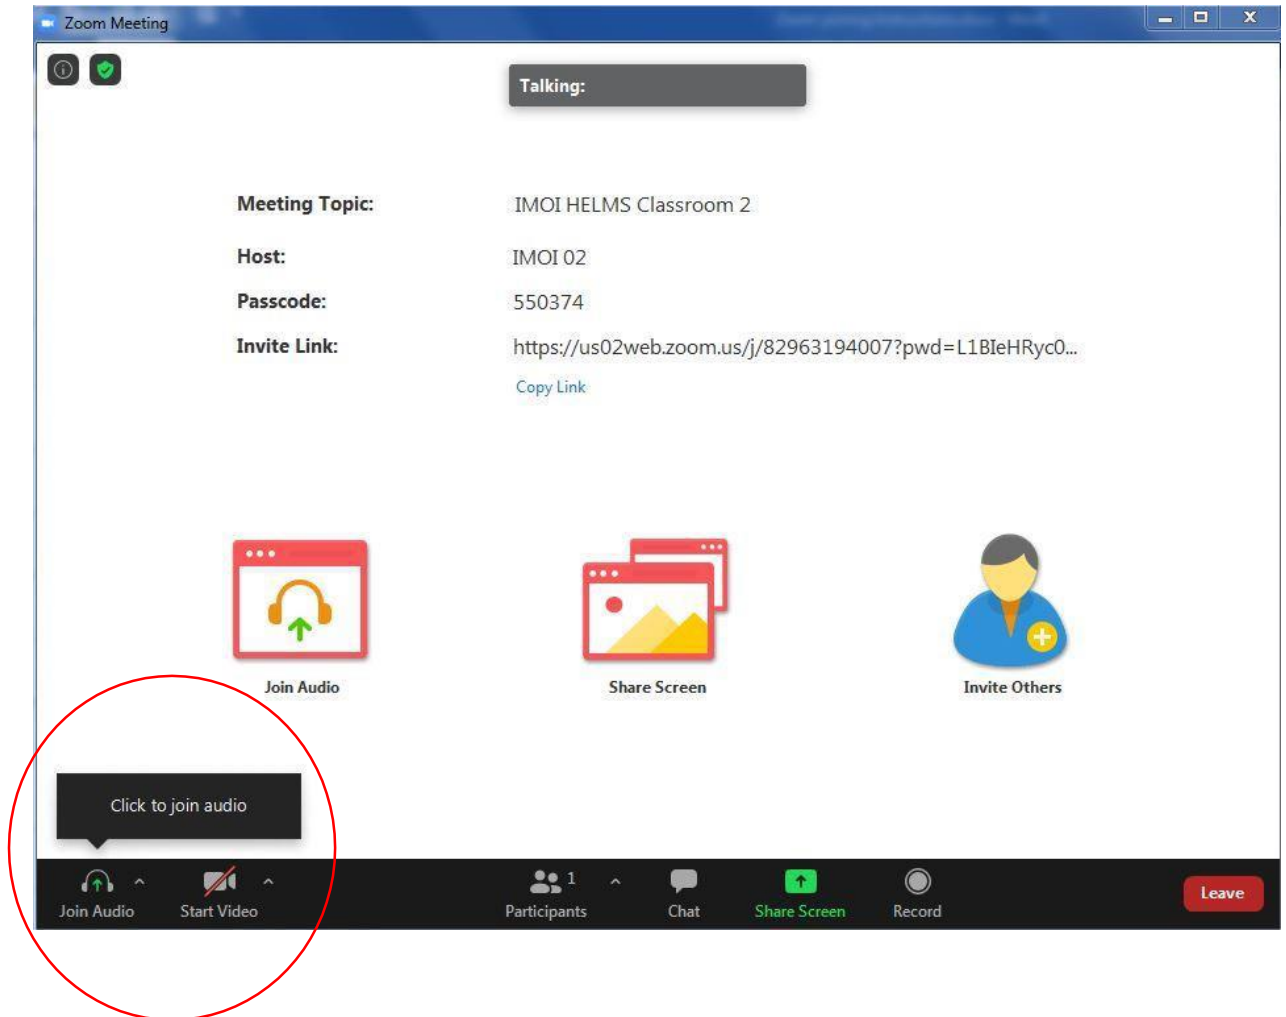 Zoom Meeting
Talking:
Meeting Topic: IMOI HELMS Classroom 2
Host: IMOI 02
Passcode: 550374
Invite Link: https://us02web.zoom.us/j/82963194007?pwd=L1BIeHRyc0...
Copy Link
Join Audio Share Screen Invite Others
Click to join audio
1
Join Audio Start Video Participants Chat Share Screen Record Leave